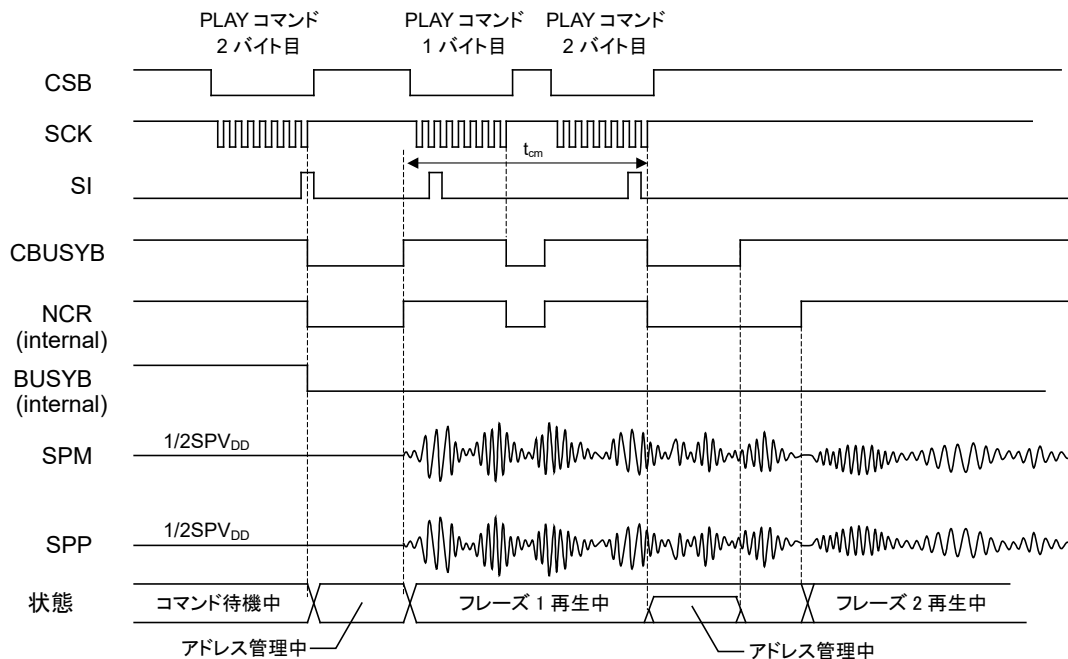 PLAY コマンド
2 バイト目
PLAY コマンド
1 バイト目
PLAY コマンド
2 バイト目
CSB
SCK
tcm
SI
CBUSYB
NCR
(internal)
BUSYB
(internal)
1/2SPVDD
SPM
1/2SPVDD
SPP
状態
コマンド待機中
フレーズ 1 再生中
フレーズ 2 再生中
アドレス管理中
アドレス管理中